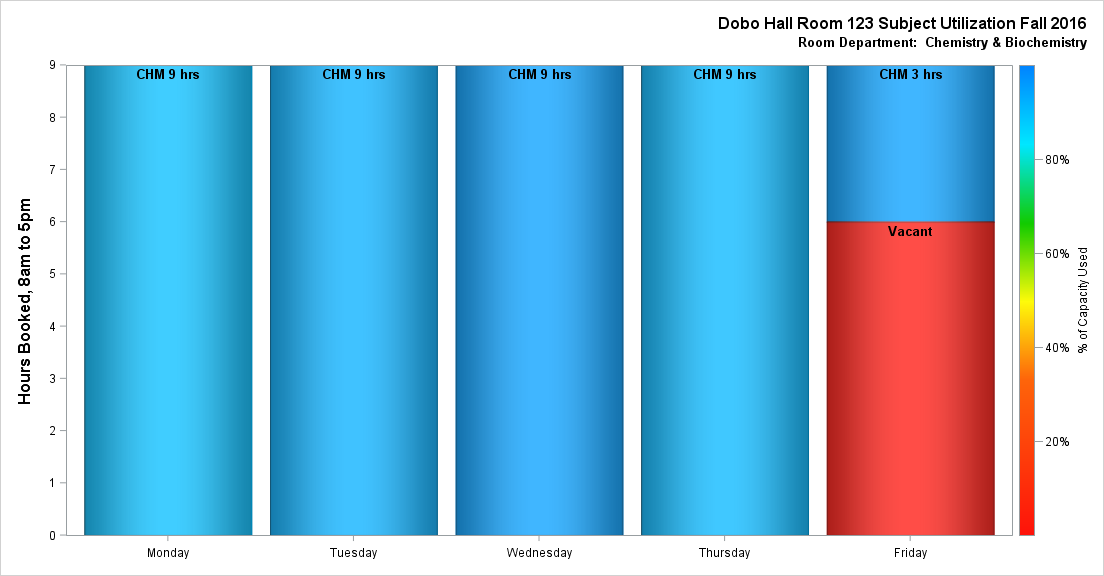 Dobo Hall Room 123 Subject Utilization Fall 2016
Room Department:  Chemistry & Biochemistry
Hours Booked, 8am to 5pm
9
8
7
6
5
4
3
2
1
0
CHM 9 hrs
CHM 9 hrs
CHM 9 hrs
CHM 9 hrs
CHM 3 hrs
Vacant
Monday
Tuesday
Wednesday
Thursday
Friday
80%
60%
40%
20%
% of Capacity Used